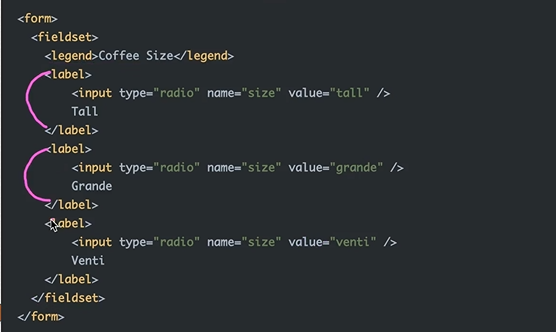 <form>
<fieldset>
<legend>Coffee Size</legend>
<label>
<input type="radio" name="size" value="tall" />
Tall
</label>
<label>
<input type="radio" name="size" value="grande" />
Grande
</label>
<label>
<input type="radio" name="size" value="venti" />
Venti
</label>
</fieldset>
</form>